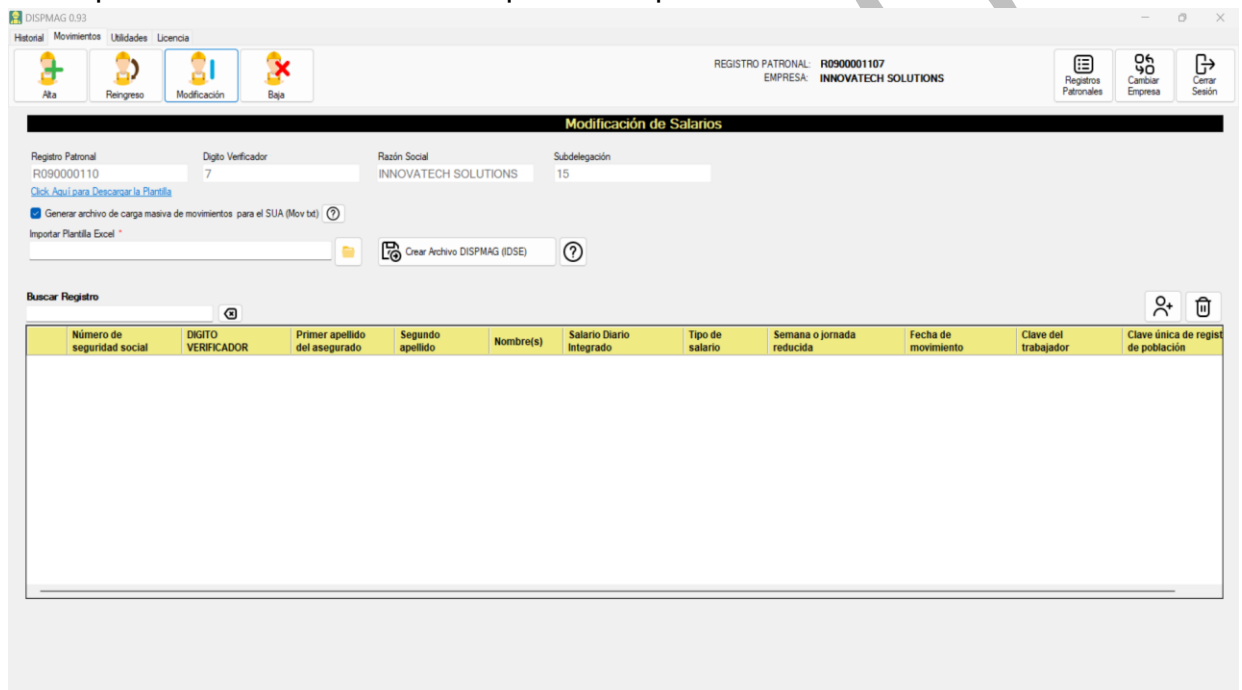 DISPMAG 0.93
Historial Movimientos Utilidades Licencia
Alta Reingreso Modificación Baja
REGISTRO PATRONAL: R0900001107
EMPRESA: INNOVATECH SOLUTIONS
Registros Patronales
Cambiar Empresa
Cerrar Sesión
Modificación de Salarios
Registro Patronal Digito Verificador Razón Social Subdelegación
R090000110 7 INNOVATECH SOLUTIONS 15
Click Aquí para Descargar la Plantilla
Generar archivo de carga masiva de movimientos para el SUA (Mov txt)
Importar Plantilla Excel *
Crear Archivo DISPMAG (IDSE)
Buscar Registro
Número de seguridad social
DIGITO VERIFICADOR
Primer apellido del asegurado
Segundo apellido
Nombre(s)
Salario Diario Integrado
Tipo de salario
Semana o jornada reducida
Fecha de movimiento
Clave del trabajador
Clave única de regist de población